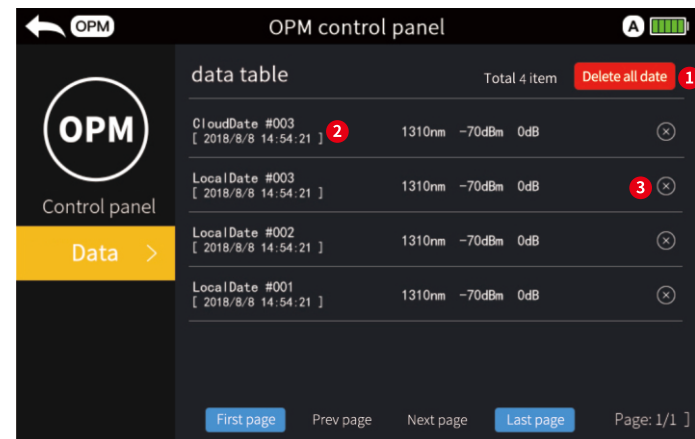 OPM
OPM control panel
A
data table
Total 4 item
Delete all date
1
OPM
Control panel
Data >
CloudDate #003
[ 2018/8/8 14:54:21 ]
2
1310nm -70dBm 0dB
LocalDate #003
[ 2018/8/8 14:54:21 ]
1310nm -70dBm 0dB
3
LocalDate #002
[ 2018/8/8 14:54:21 ]
1310nm -70dBm 0dB
LocalDate #001
[ 2018/8/8 14:54:21 ]
1310nm -70dBm 0dB
First page
Prev page
Next page
Last page
Page: 1/1 ]